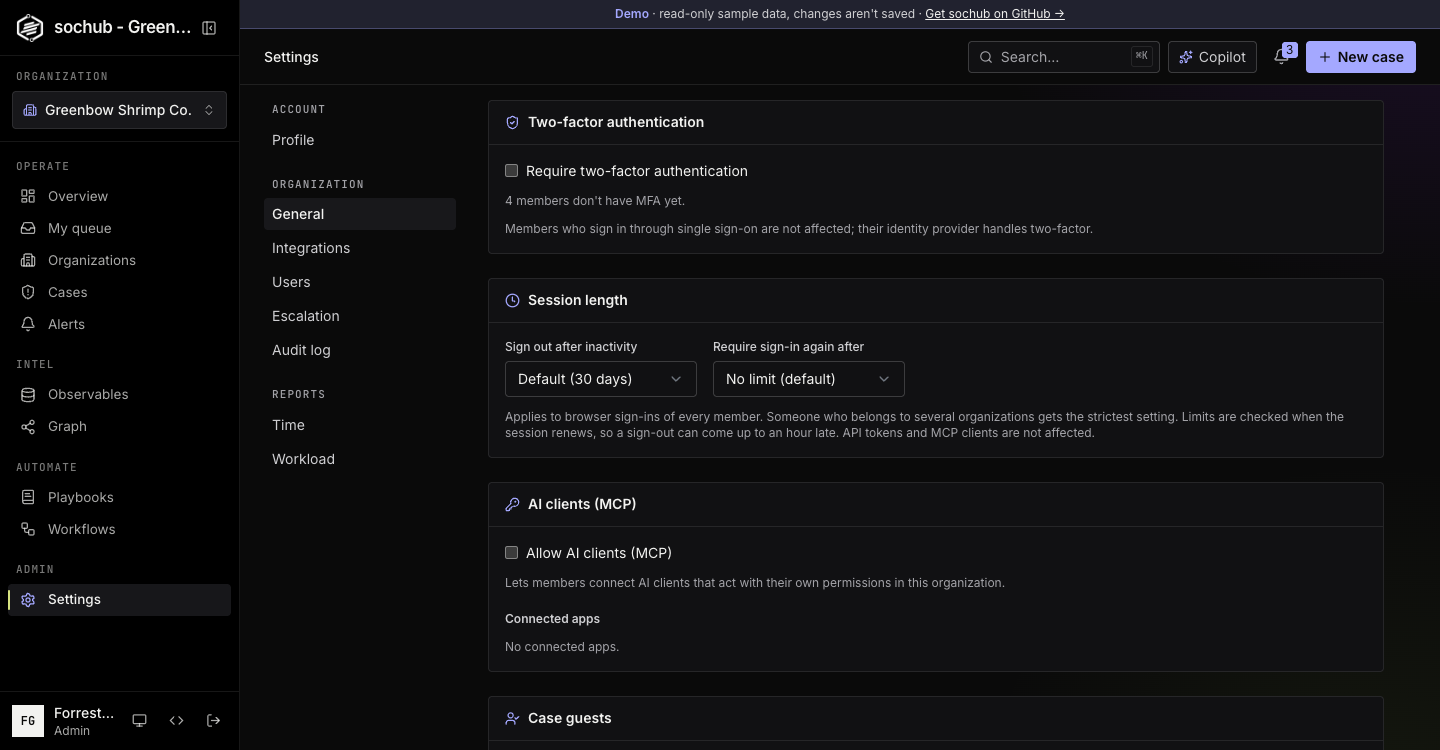 sochub - Green...
ORGANIZATION
Greenbow Shrimp Co.
OPERATE
Overview
My queue
Organizations
Cases
Alerts
INTEL
Observables
Graph
AUTOMATE
Playbooks
Workflows
ADMIN
Settings
FG
Forrest...
Admin
Demo · read-only sample data, changes aren't saved · Get sochub on GitHub →
Settings
Search...
⌘K
Copilot
3
+ New case
ACCOUNT
Profile
ORGANIZATION
General
Integrations
Users
Escalation
Audit log
REPORTS
Time
Workload
Two-factor authentication
Require two-factor authentication
4 members don't have MFA yet.
Members who sign in through single sign-on are not affected; their identity provider handles two-factor.
Session length
Sign out after inactivity
Default (30 days)
Require sign-in again after
No limit (default)
Applies to browser sign-ins of every member. Someone who belongs to several organizations gets the strictest setting. Limits are checked when the
session renews, so a sign-out can come up to an hour late. API tokens and MCP clients are not affected.
AI clients (MCP)
Allow AI clients (MCP)
Lets members connect AI clients that act with their own permissions in this organization.
Connected apps
No connected apps.
Case guests